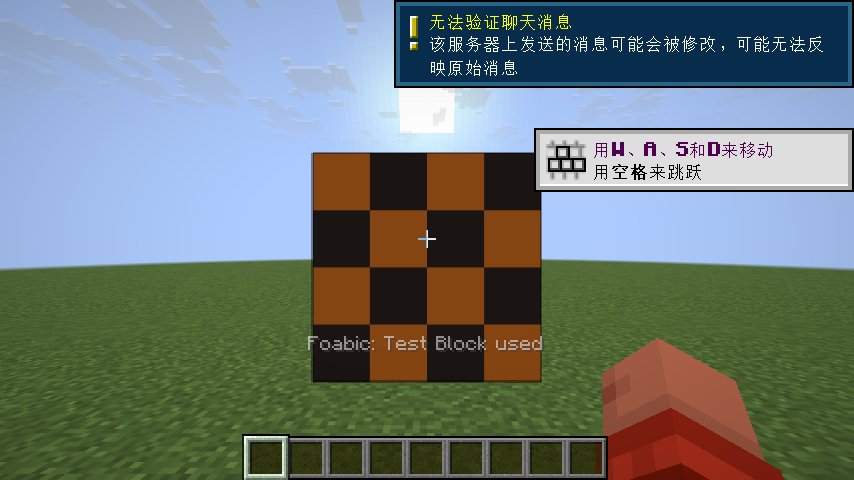 无法验证聊天消息
该服务器上发送的消息可能会被修改，可能无法反
映原始消息
用W、A、S和D来移动
用空格来跳跃
Foabic: Test Block used